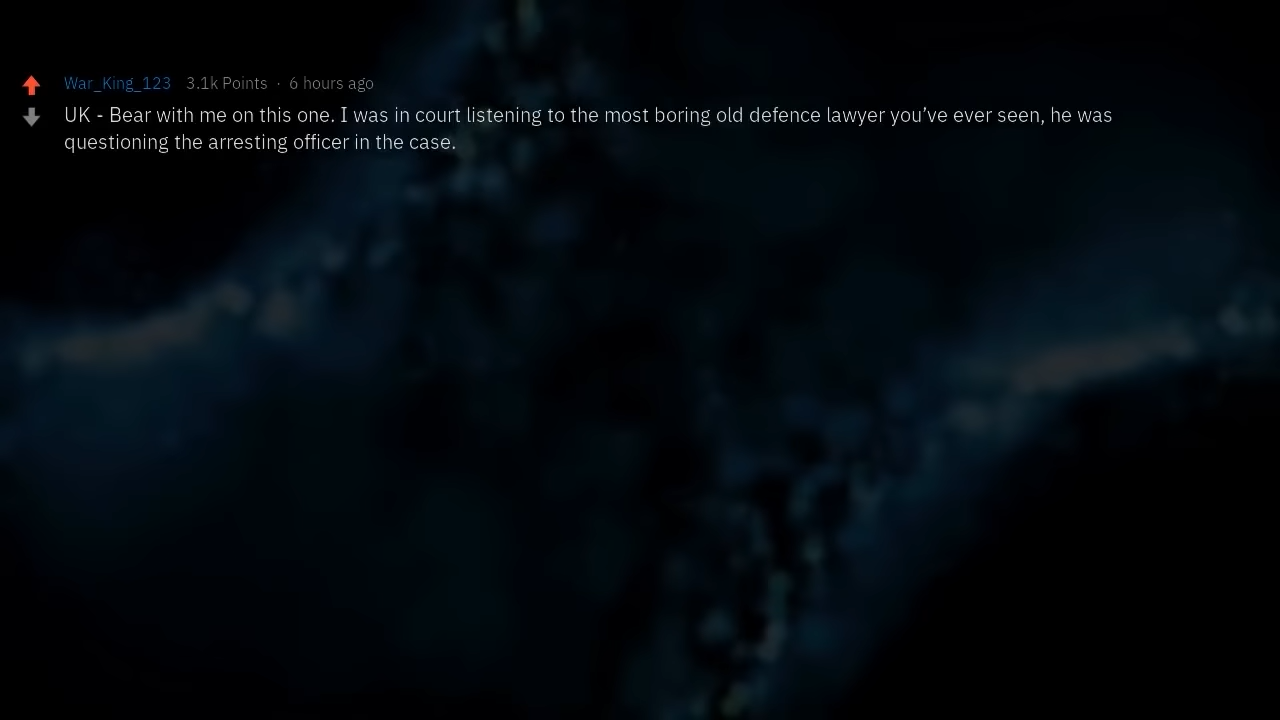 War_King_123 3.1k Points · 6 hours ago
UK - Bear with me on this one. I was in court listening to the most boring old defence lawyer you’ve ever seen, he was
questioning the arresting officer in the case.